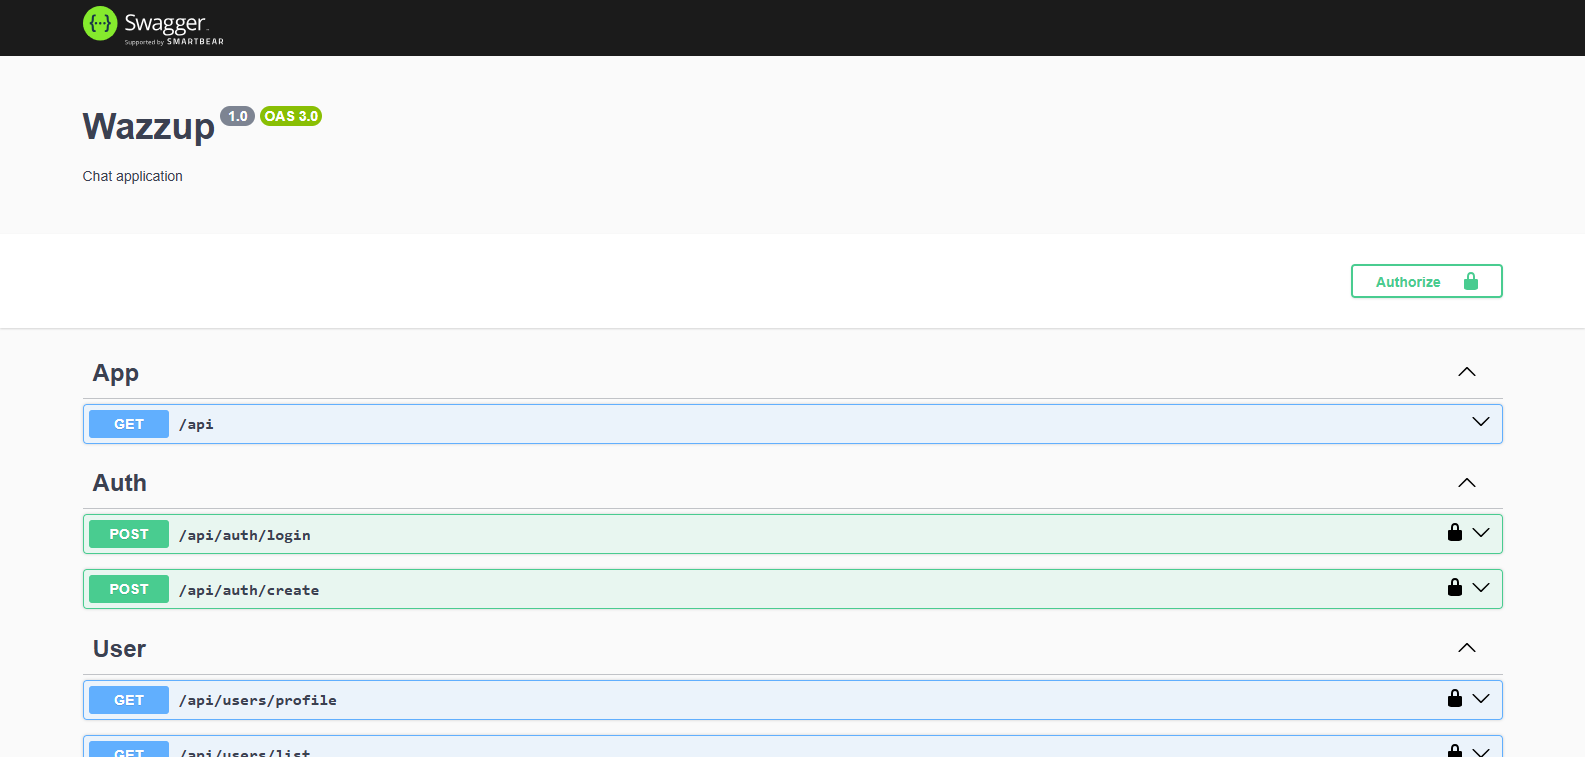 {···} Swagger
Supported by SMARTBEAR
Wazzup 1.0 OAS 3.0
Chat application
Authorize
App
GET /api
Auth
POST /api/auth/login
POST /api/auth/create
User
GET /api/users/profile
GET /api/users/list